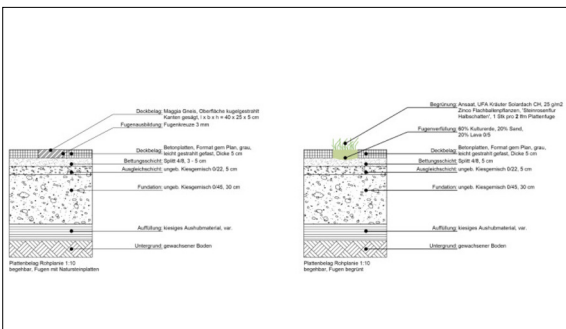 Deckbelag: Maggia Gneis, Oberfläche kugelgestrahlt
Kanten gesägt, l x b x h = 40 x 25 x 5 cm
Fugenausbildung: Fugenkreuze 3 mm
Deckbelag: Betonplatten, Format gem Plan, grau,
leicht gestrahlt gefast, Dicke 5 cm
Bettungsschicht: Splitt 4/8, 3 - 5 cm
Ausgleichschicht: ungeb. Kiesgemisch 0/22, 5 cm
Fundation: ungeb. Kiesgemisch 0/45, 30 cm
Auffüllung: kiesiges Aushubmaterial, var.
Untergrund: gewachsener Boden
Plattenbelag Rohplanie 1:10
begehbar, Fugen mit Natursteinplatten
Begrünung: Ansaat, UFA Kräuter Solardach CH, 25 g/m2
Zinco Flachballenpflanzen, 'Steinrosenflur
Halbschatten', 1 Stk pro 2 lfm Plattenfuge
Fugenverfüllung: 60% Kulturerde, 20% Sand,
20% Lava 0/5
Deckbelag: Betonplatten, Format gem Plan, grau,
leicht gestrahlt gefast, Dicke 5 cm
Bettungsschicht: Splitt 4/8, 5 cm
Ausgleichschicht: ungeb. Kiesgemisch 0/22, 5 cm
Fundation: ungeb. Kiesgemisch 0/45, 30 cm
Auffüllung: kiesiges Aushubmaterial, var.
Untergrund: gewachsener Boden
Plattenbelag Rohplanie 1:10
begehbar, Fugen begrünt